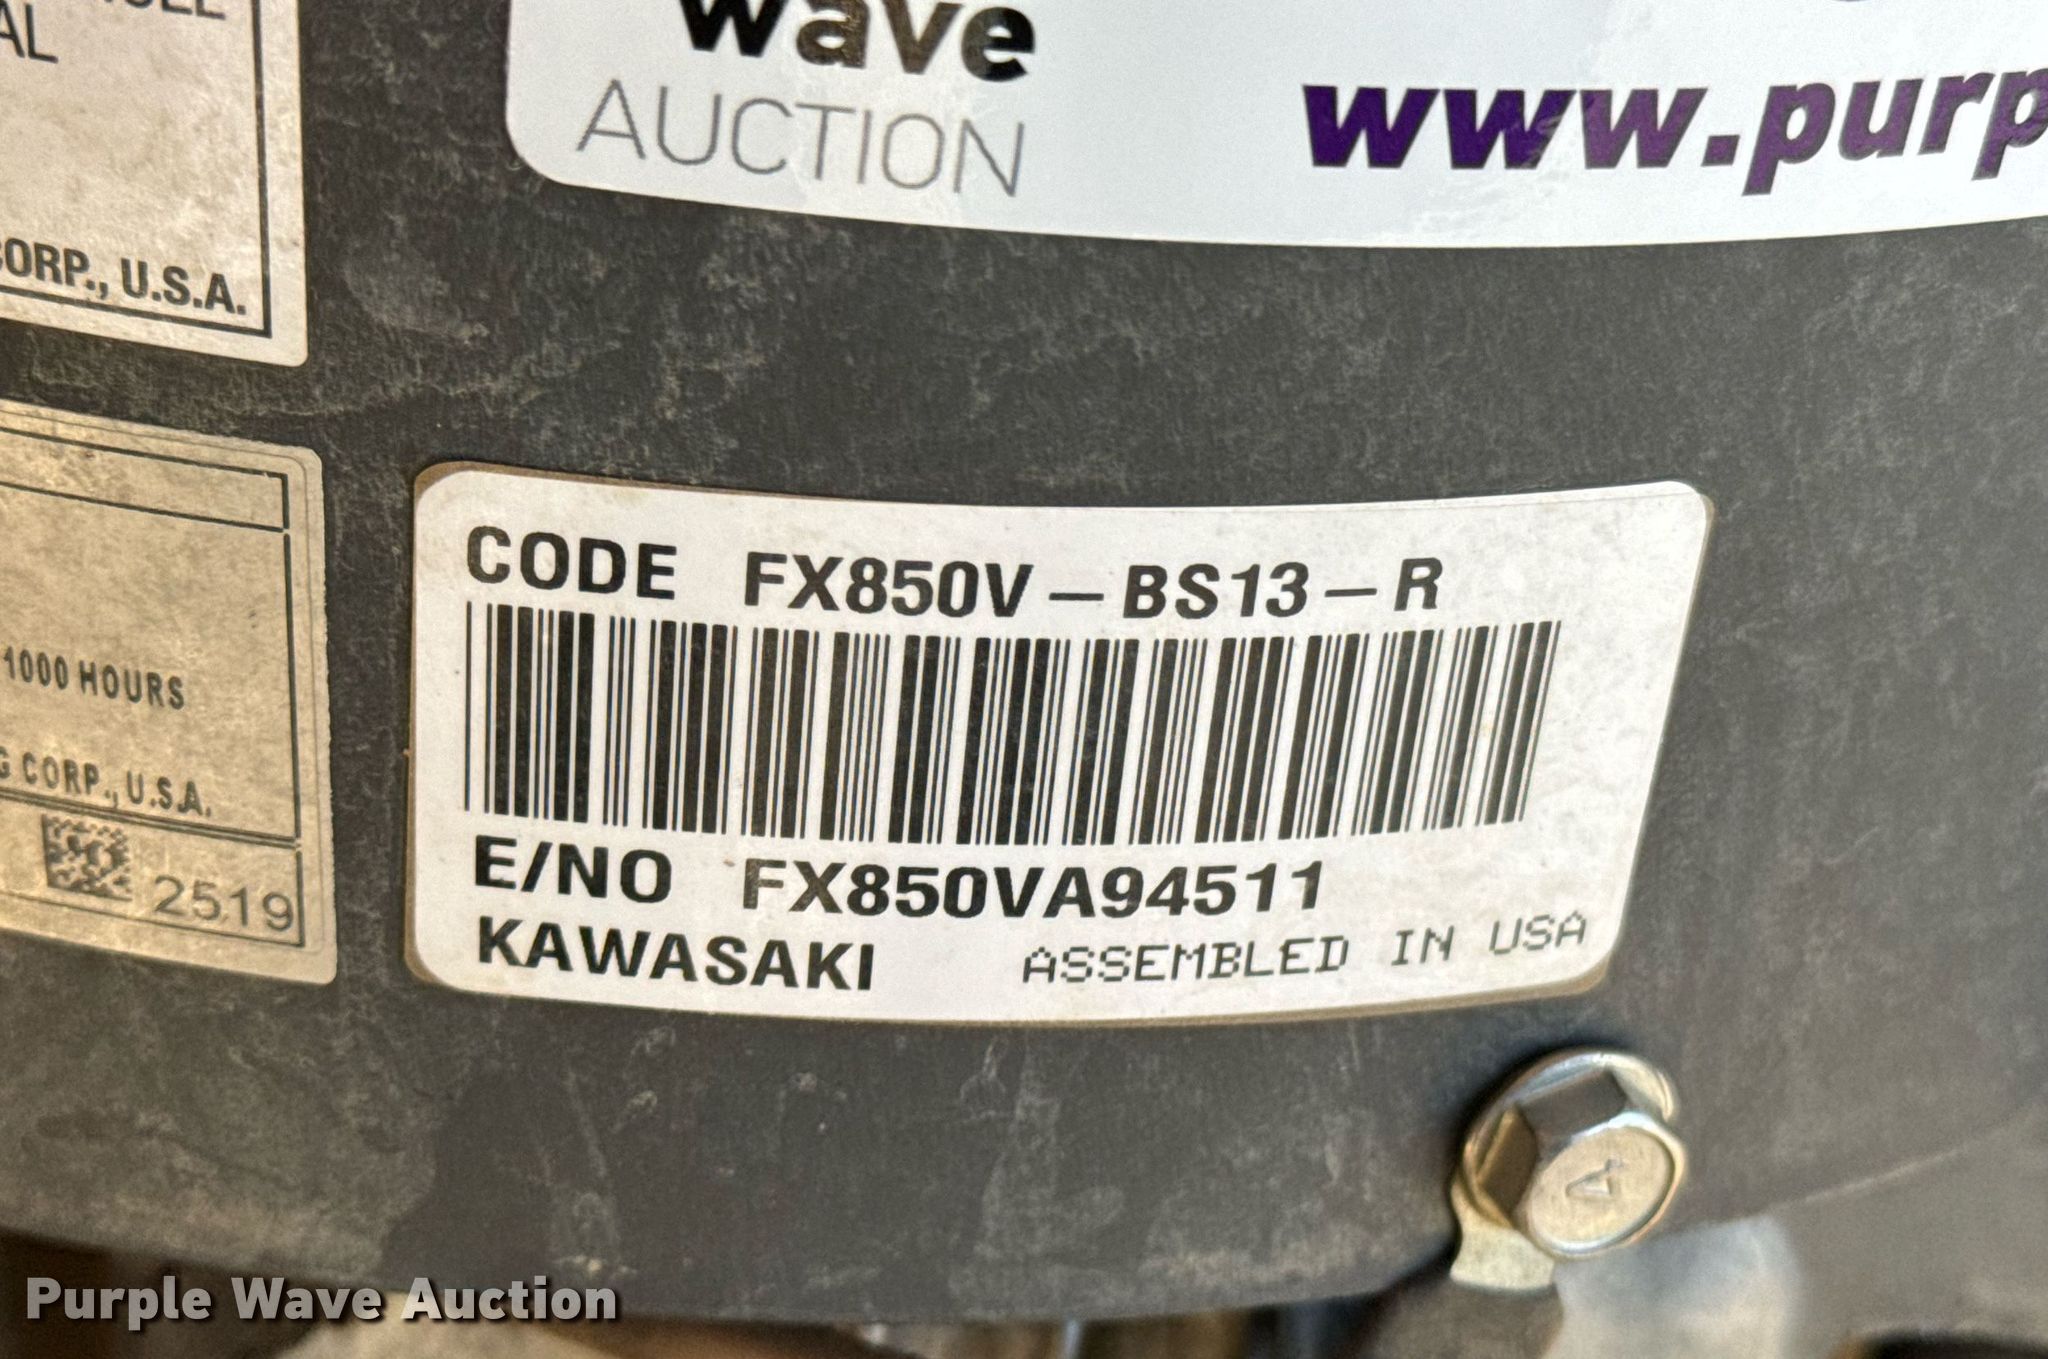 AL
CORP., U.S.A.
wave
AUCTION
www.purp
1000 HOURS
G CORP., U.S.A.
2519
CODE FX850V-BS13-R
E/NO FX850VA94511
KAWASAKI ASSEMBLED IN USA
4
Purple Wave Auction